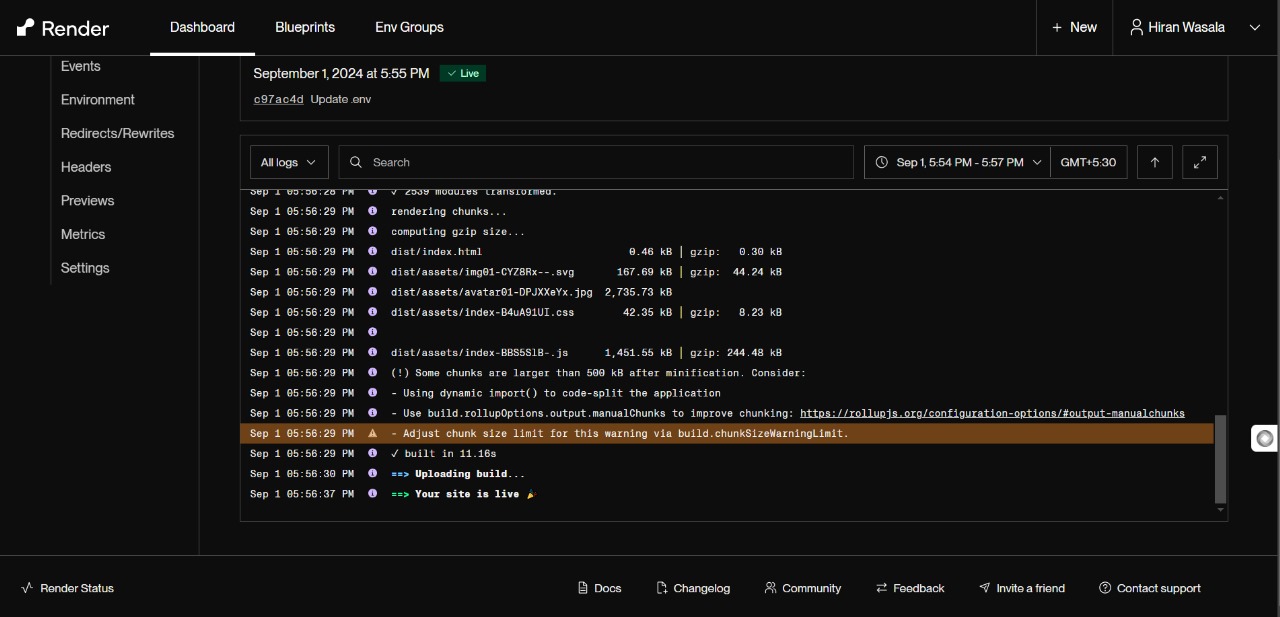 Render
Dashboard
Blueprints
Env Groups
+ New
Hiran Wasala
Events
Environment
Redirects/Rewrites
Headers
Previews
Metrics
Settings
September 1, 2024 at 5:55 PM ✓ Live
c97ac4d Update .env
All logs
Search
Sep 1, 5:54 PM - 5:57 PM
GMT+5:30
Sep 1 05:56:28 PM ✓ 2539 modules transformed.
Sep 1 05:56:29 PM rendering chunks...
Sep 1 05:56:29 PM computing gzip size...
Sep 1 05:56:29 PM dist/index.html 0.46 kB │ gzip: 0.30 kB
Sep 1 05:56:29 PM dist/assets/img01-CYZ8Rx--.svg 167.69 kB │ gzip: 44.24 kB
Sep 1 05:56:29 PM dist/assets/avatar01-DPJXXeYx.jpg 2,735.73 kB
Sep 1 05:56:29 PM dist/assets/index-B4uA91UI.css 42.35 kB │ gzip: 8.23 kB
Sep 1 05:56:29 PM
Sep 1 05:56:29 PM dist/assets/index-BBS5SlB-.js 1,451.55 kB │ gzip: 244.48 kB
Sep 1 05:56:29 PM (!) Some chunks are larger than 500 kB after minification. Consider:
Sep 1 05:56:29 PM - Using dynamic import() to code-split the application
Sep 1 05:56:29 PM - Use build.rollupOptions.output.manualChunks to improve chunking: https://rollupjs.org/configuration-options/#output-manualchunks
Sep 1 05:56:29 PM - Adjust chunk size limit for this warning via build.chunkSizeWarningLimit.
Sep 1 05:56:29 PM ✓ built in 11.16s
Sep 1 05:56:30 PM ==> Uploading build...
Sep 1 05:56:37 PM ==> Your site is live 🎉
Render Status
Docs
Changelog
Community
Feedback
Invite a friend
Contact support